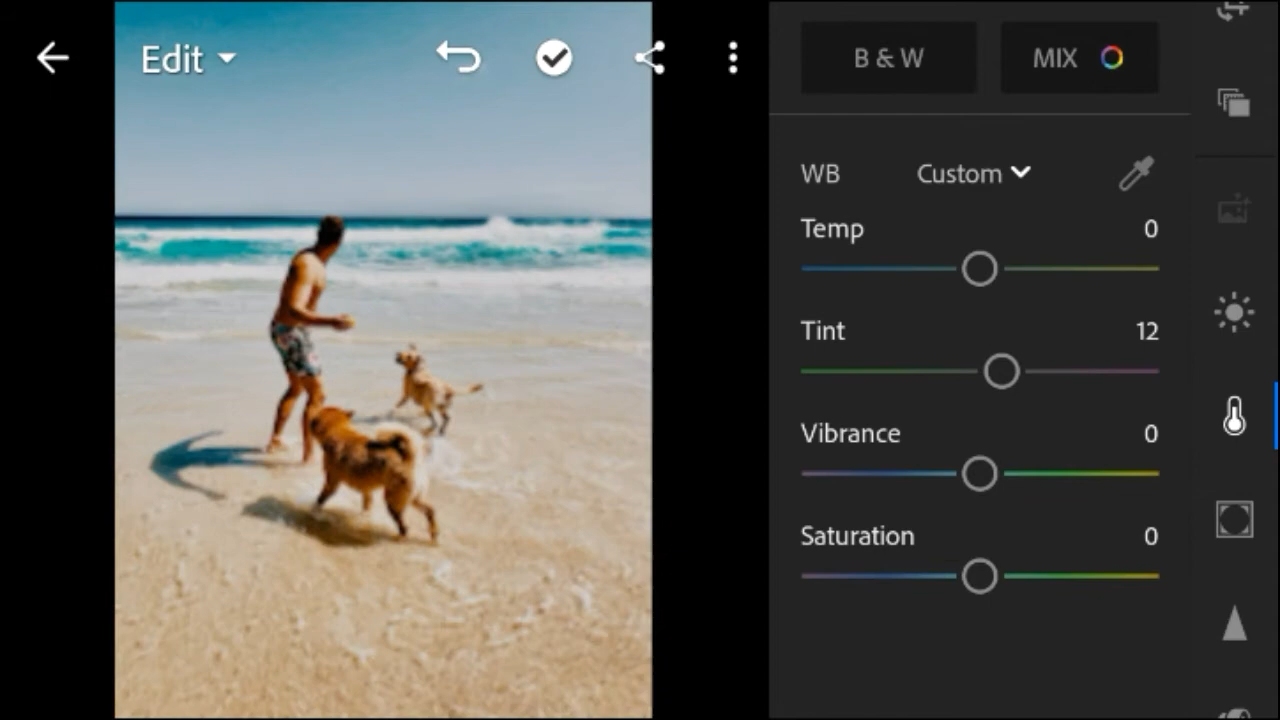 Edit
B & W
MIX
WB Custom
Temp 0
Tint 12
Vibrance 0
Saturation 0